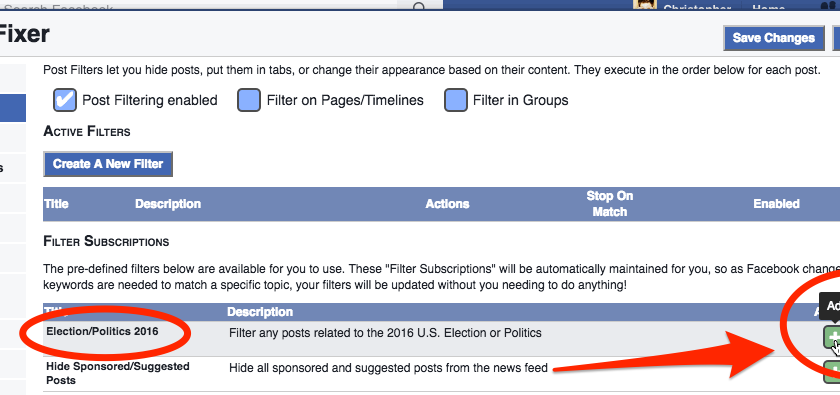 Search Facebook
Christopher Home
Fixer
Save Changes
Post Filters let you hide posts, put them in tabs, or change their appearance based on their content. They execute in the order below for each post.
Post Filtering enabled Filter on Pages/Timelines Filter in Groups
Active Filters
Create A New Filter
Title Description Actions Stop On Match Enabled
Filter Subscriptions
The pre-defined filters below are available for you to use. These "Filter Subscriptions" will be automatically maintained for you, so as Facebook change
keywords are needed to match a specific topic, your filters will be updated without you needing to do anything!
Description
Election/Politics 2016 Filter any posts related to the 2016 U.S. Election or Politics
Hide Sponsored/Suggested Hide all sponsored and suggested posts from the news feed
Posts